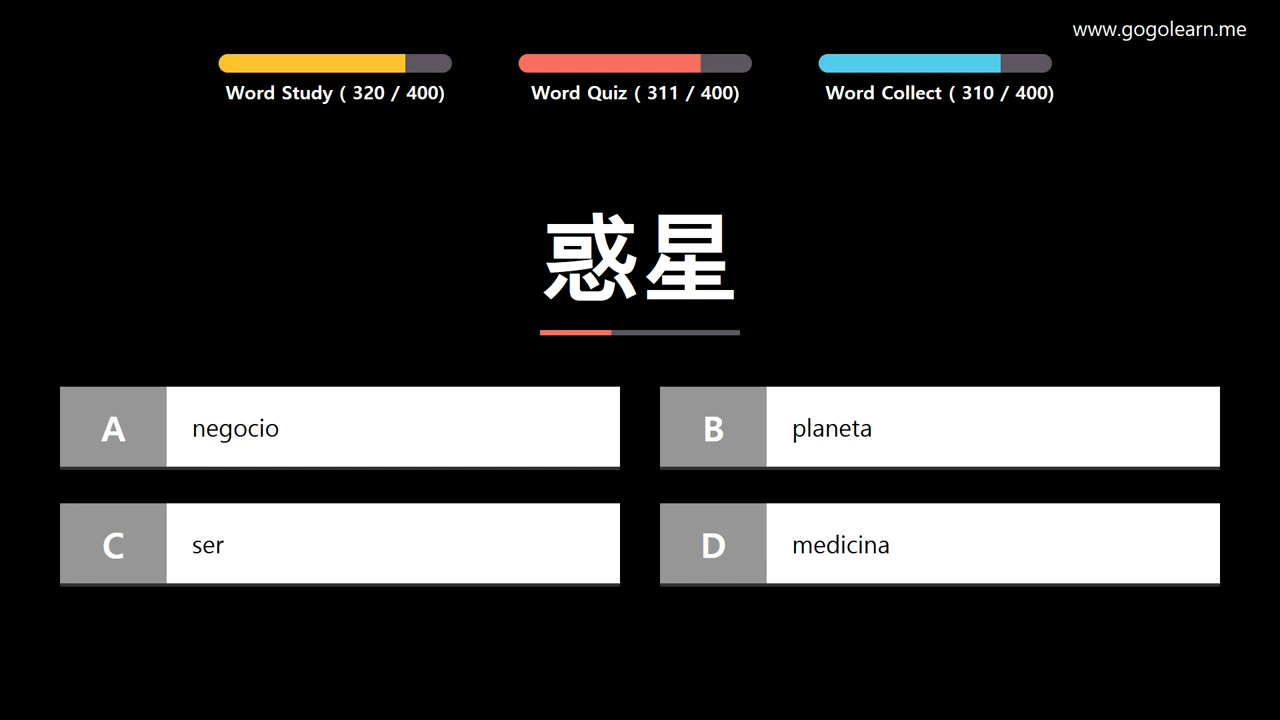 www.gogolearn.me
Word Study ( 320 / 400)
Word Quiz ( 311 / 400)
Word Collect ( 310 / 400)
惑星
A negocio
B planeta
C ser
D medicina